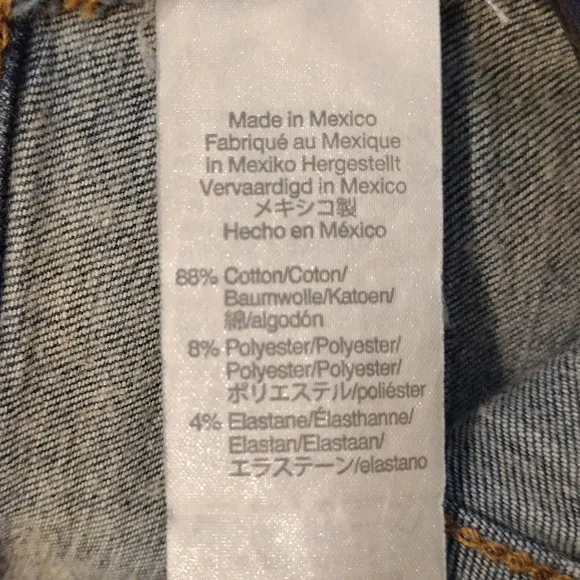 Made in Mexico
Fabriqué au Mexique
In Mexiko Hergestellt
Vervaardigd in Mexico
メキシコ製
Hecho en México
88% Cotton/Coton/
Baumwolle/Katoen/
綿/algodón
8% Polyester/Polyester/
Polyester/Polyester/
ポリエステル/poliéster
4% Elastane/Élasthanne/
Elastan/Elastaan/
エラステーン/elastano